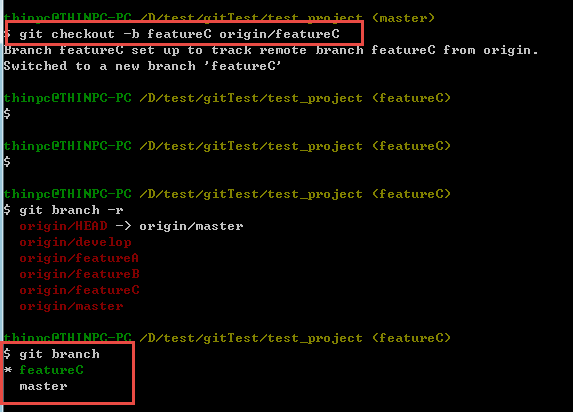 thinpc@THINPC-PC /D/test/gitTest/test_project (master)
$ git checkout -b featureC origin/featureC
Branch featureC set up to track remote branch featureC from origin.
Switched to a new branch 'featureC'
thinpc@THINPC-PC /D/test/gitTest/test_project (featureC)
$
thinpc@THINPC-PC /D/test/gitTest/test_project (featureC)
$
thinpc@THINPC-PC /D/test/gitTest/test_project (featureC)
$ git branch -r
origin/HEAD -> origin/master
origin/develop
origin/featureA
origin/featureB
origin/featureC
origin/master
thinpc@THINPC-PC /D/test/gitTest/test_project (featureC)
$ git branch
* featureC
master